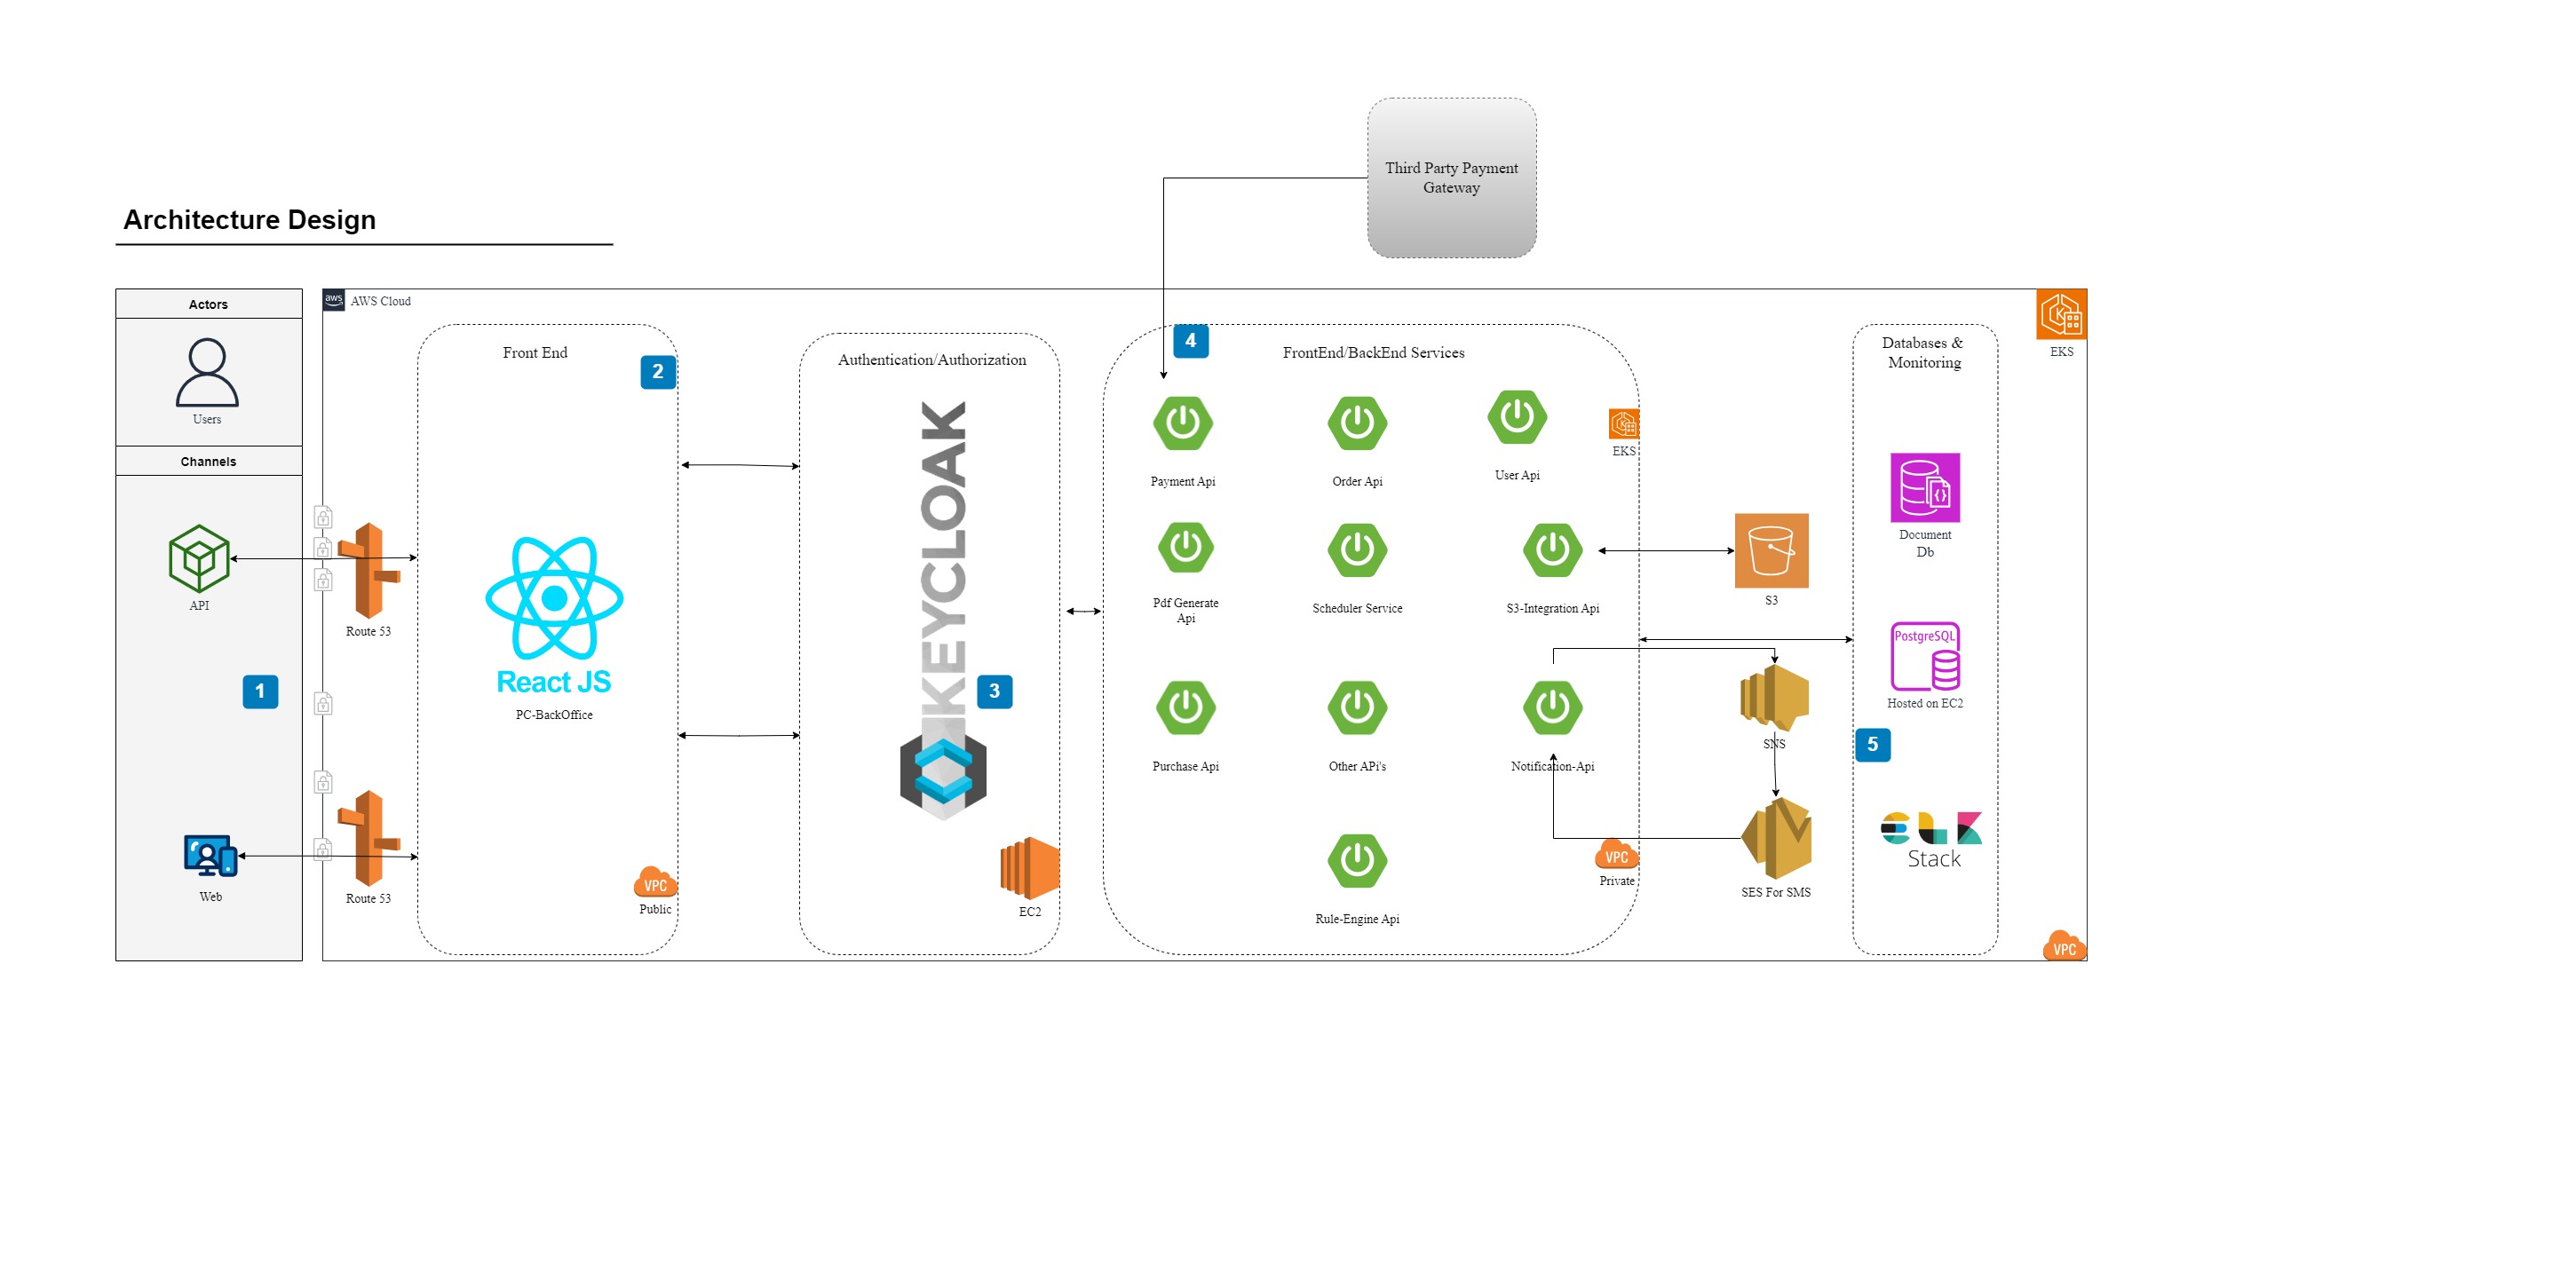 Third Party Payment
Gateway
Architecture Design
Actors
Users
Channels
API
1
Web
aws
AWS Cloud
Route 53
Route 53
Front End
2
React JS
PC-BackOffice
VPC
Public
Authentication/Authorization
KEYCLOAK
3
EC2
4
FrontEnd/BackEnd Services
Payment Api
Order Api
User Api
K
EKS
Pdf Generate
Api
Scheduler Service
S3-Integration Api
Purchase Api
Other APi's
Notification-Api
Rule-Engine Api
VPC
Private
S3
SNS
SES For SMS
Databases &
Monitoring
Document
Db
PostgreSQL
Hosted on EC2
5
elk
Stack
K
EKS
VPC